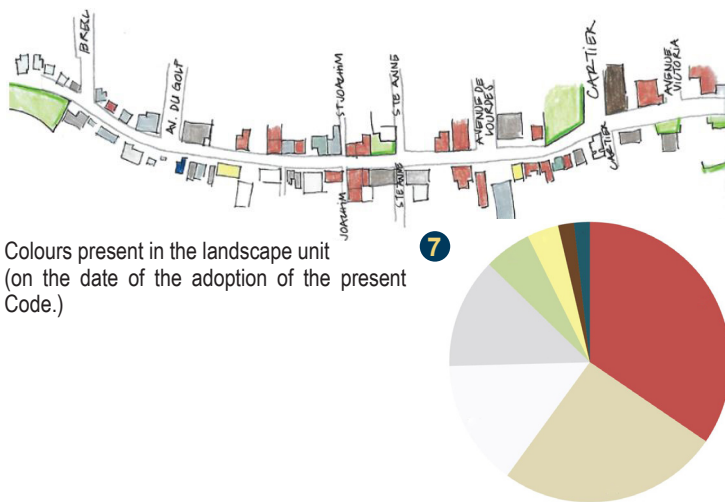 BREL
AV. DU GOLF
ST JOACHIM
STE ANNE
AVENUE DE
LOURDES
CARTIER
AVENUE
VICTORIA
JOACHIM
STE ANNE
CARTIER
Colours present in the landscape unit
(on the date of the adoption of the present
Code.)
7